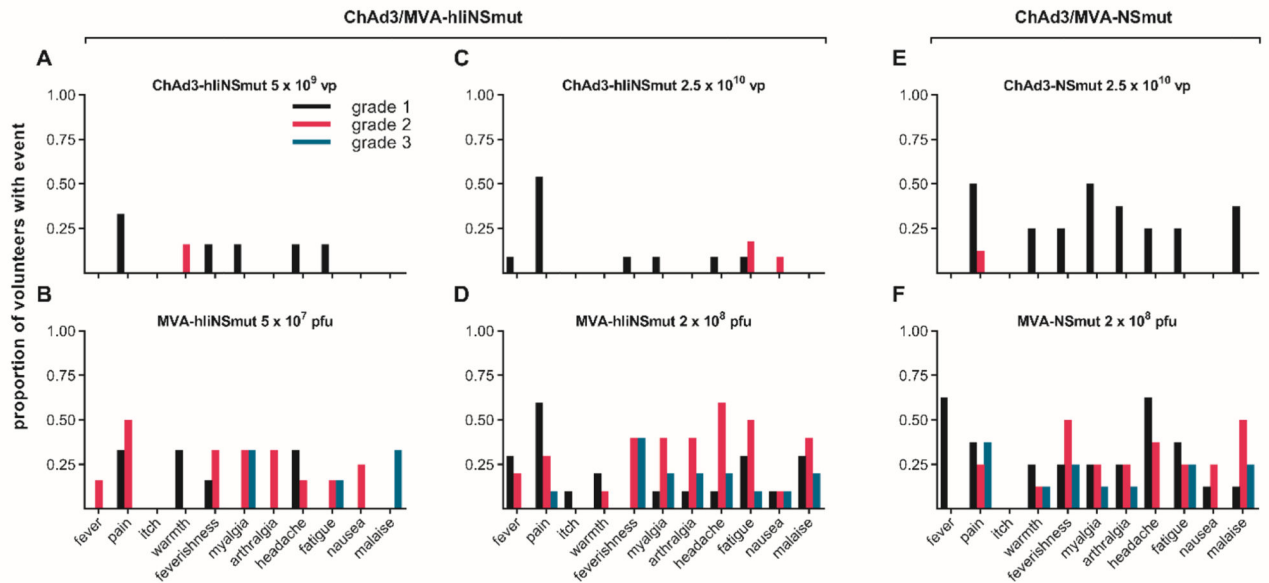 ChAd3/MVA-hliNSmut
ChAd3/MVA-NSmut
proportion of volunteers with event
A
ChAd3-hliNSmut 5 x 10⁹ vp
1.00
0.75
0.50
0.25
grade 1
grade 2
grade 3
C
ChAd3-hliNSmut 2.5 x 10¹⁰ vp
1.00
0.75
0.50
0.25
E
ChAd3-NSmut 2.5 x 10¹⁰ vp
1.00
0.75
0.50
0.25
B
MVA-hliNSmut 5 x 10⁷ pfu
1.00
0.75
0.50
0.25
fever
pain
itch
warmth
feverishness
myalgia
arthralgia
headache
fatigue
nausea
malaise
D
MVA-hliNSmut 2 x 10⁸ pfu
1.00
0.75
0.50
0.25
fever
pain
itch
warmth
feverishness
myalgia
arthralgia
headache
fatigue
nausea
malaise
F
MVA-NSmut 2 x 10⁸ pfu
1.00
0.75
0.50
0.25
fever
pain
itch
warmth
feverishness
myalgia
arthralgia
headache
fatigue
nausea
malaise